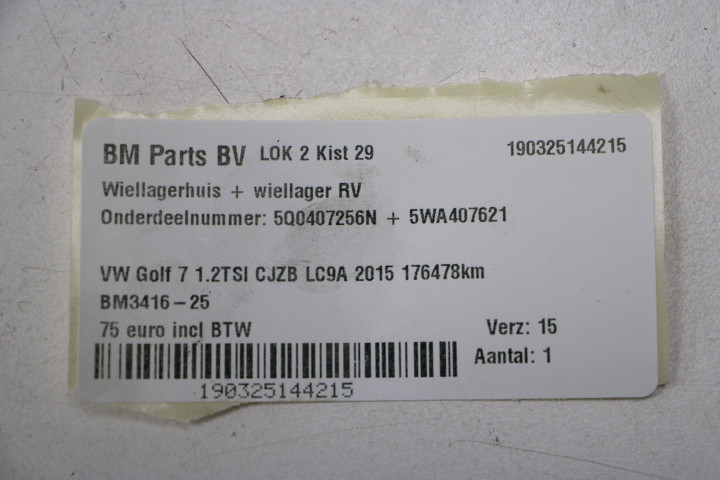 BM Parts BV LOK 2 Kist 29 190325144215
Wiellagerhuis + wiellager RV
Onderdeelnummer: 5Q0407256N + 5WA407621
VW Golf 7 1.2TSI CJZB LC9A 2015 176478km
BM3416-25
75 euro incl BTW Verz: 15
Aantal: 1
190325144215